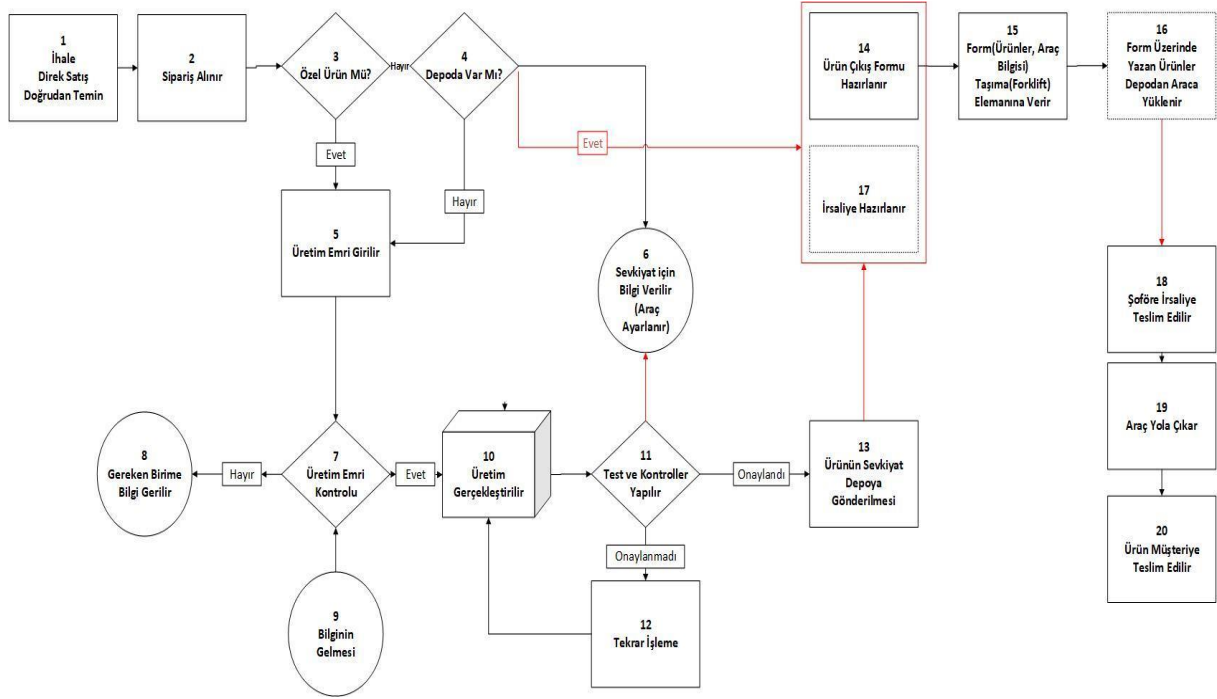 1
İhale
Direk Satış
Doğrudan Temin
2
Sipariş Alınır
3
Özel Ürün Mü?
Hayır
4
Depoda Var Mı?
Evet
Hayır
Evet
5
Üretim Emri Girilir
6
Sevkiyat için
Bilgi Verilir
(Araç
Ayarlanır)
14
Ürün Çıkış Formu
Hazırlanır
17
İrsaliye Hazırlanır
15
Form(Ürünler, Araç
Bilgisi)
Taşıma(Forklift)
Elemanına Verir
16
Form Üzerinde
Yazan Ürünler
Depodan Araca
Yüklenir
8
Gereken Birime
Bilgi Gerilir
Hayır
7
Üretim Emri
Kontrolu
Evet
9
Bilginin
Gelmesi
10
Üretim
Gerçekleştirilir
11
Test ve Kontroller
Yapılır
Onaylandı
Onaylanmadı
12
Tekrar İşleme
13
Ürünün Sevkiyat
Depoya
Gönderilmesi
18
Şoföre İrsaliye
Teslim Edilir
19
Araç Yola Çıkar
20
Ürün Müşteriye
Teslim Edilir